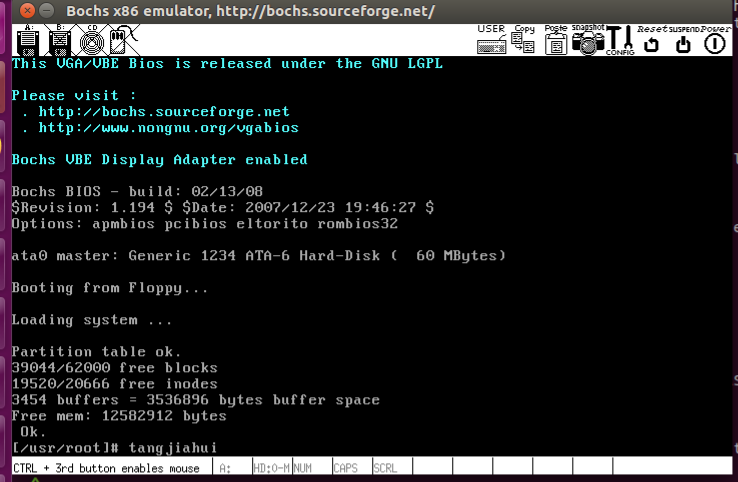 Bochs x86 emulator, http://bochs.sourceforge.net/
A: B: CD USER Copy Paste snapshot CONFIG Reset SUSPEND Power
This VGA/VBE Bios is released under the GNU LGPL
Please visit :
. http://bochs.sourceforge.net
. http://www.nongnu.org/vgabios
Bochs VBE Display Adapter enabled
Bochs BIOS - build: 02/13/08
$Revision: 1.194 $ $Date: 2007/12/23 19:46:27 $
Options: apmbios pcibios eltorito rombios32
ata0 master: Generic 1234 ATA-6 Hard-Disk (  60 MBytes)
Booting from Floppy...
Loading system ...
Partition table ok.
39044/62000 free blocks
19520/20666 free inodes
3454 buffers = 3536896 bytes buffer space
Free mem: 12582912 bytes
Ok.
[/usr/root]# tangjiahui
CTRL + 3rd button enables mouse A: HD:0-M NUM CAPS SCRL